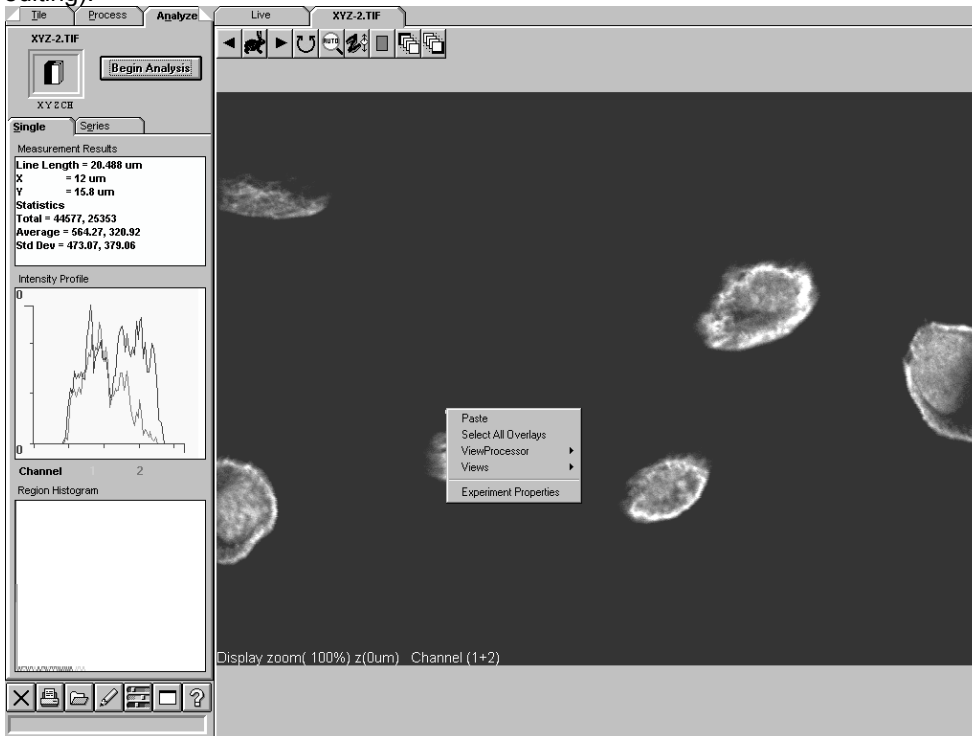 editing).
Tile Process Analyze
Live XYZ-2.TIF
XYZ-2.TIF
Begin Analysis
XYZCH
AUTO
Z
Single Series
Measurement Results
Line Length = 20.488 um
X = 12 um
Y = 15.8 um
Statistics
Total = 44577, 25353
Average = 564.27, 320.92
Std Dev = 473.07, 379.06
Intensity Profile
0
0
Channel 1 2
Region Histogram
Paste
Select All Overlays
ViewProcessor
Views
Experiment Properties
Display zoom( 100%) z(0um) Channel (1+2)
?